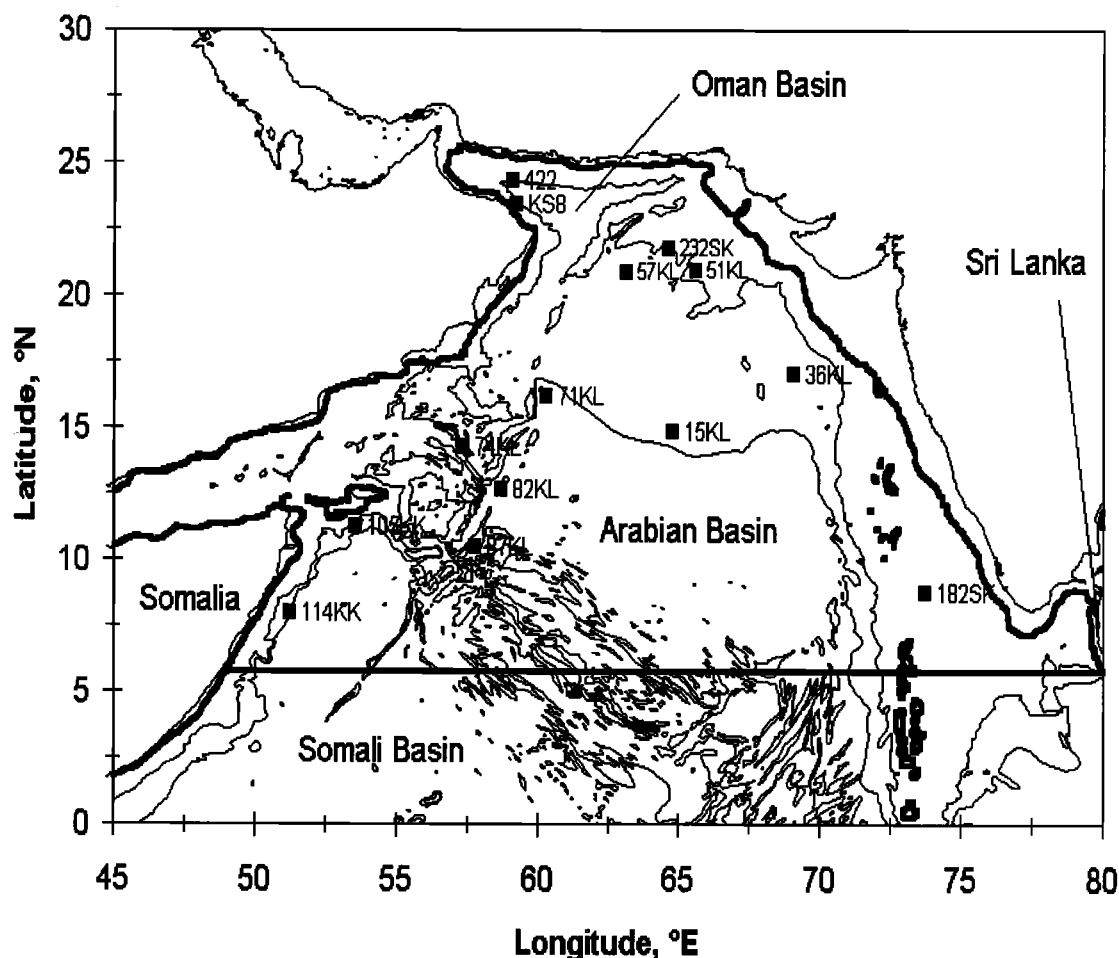 30
Oman Basin
25
422
KS8
Sri Lanka
232SK
57KL
51KL
20
36KL
71KL
15KL
15
74KL
82KL
Arabian Basin
10
Somalia
182SK
114KK
5
Somali Basin
0
45
50
55
60
65
70
75
80
Latitude, °N
Longitude, °E